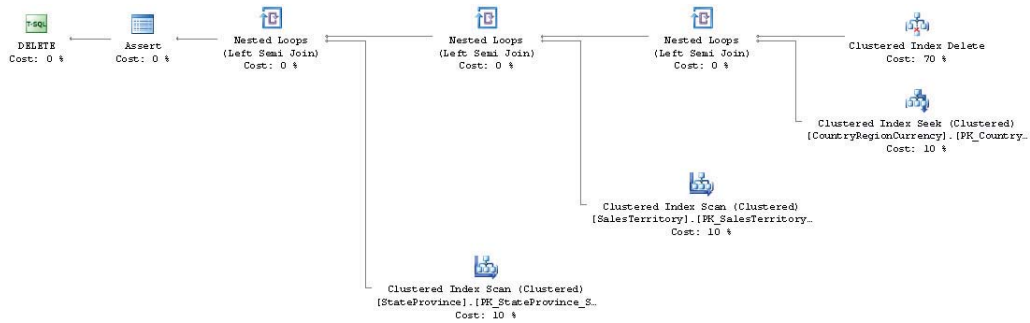 T-SQL
DELETE
Cost: 0 %
Assert
Cost: 0 %
Nested Loops
(Left Semi Join)
Cost: 0 %
Nested Loops
(Left Semi Join)
Cost: 0 %
Nested Loops
(Left Semi Join)
Cost: 0 %
Clustered Index Delete
Cost: 70 %
Clustered Index Seek (Clustered)
[CountryRegionCurrency].[PK_Country…
Cost: 10 %
Clustered Index Scan (Clustered)
[SalesTerritory].[PK_SalesTerritory…
Cost: 10 %
Clustered Index Scan (Clustered)
[StateProvince].[PK_StateProvince_S…
Cost: 10 %